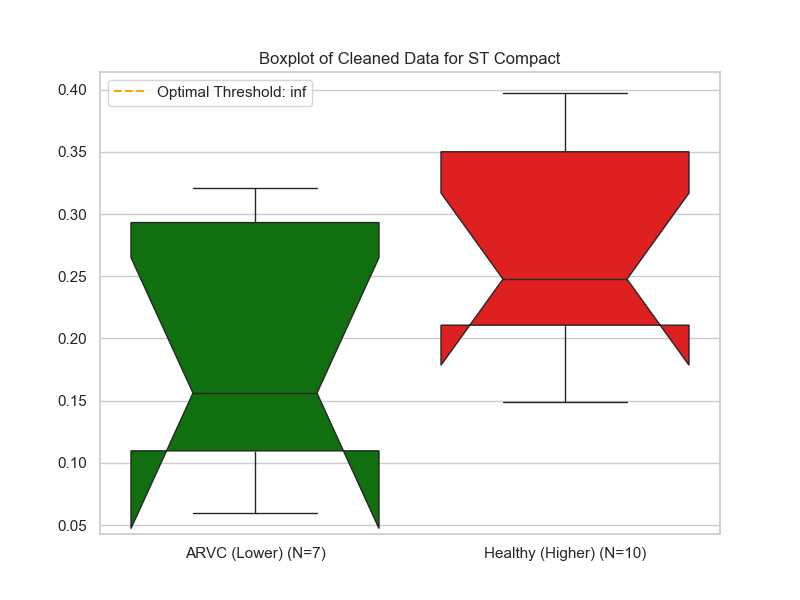 Boxplot of Cleaned Data for ST Compact
Optimal Threshold: inf
0.40
0.35
0.30
0.25
0.20
0.15
0.10
0.05
ARVC (Lower) (N=7)
Healthy (Higher) (N=10)